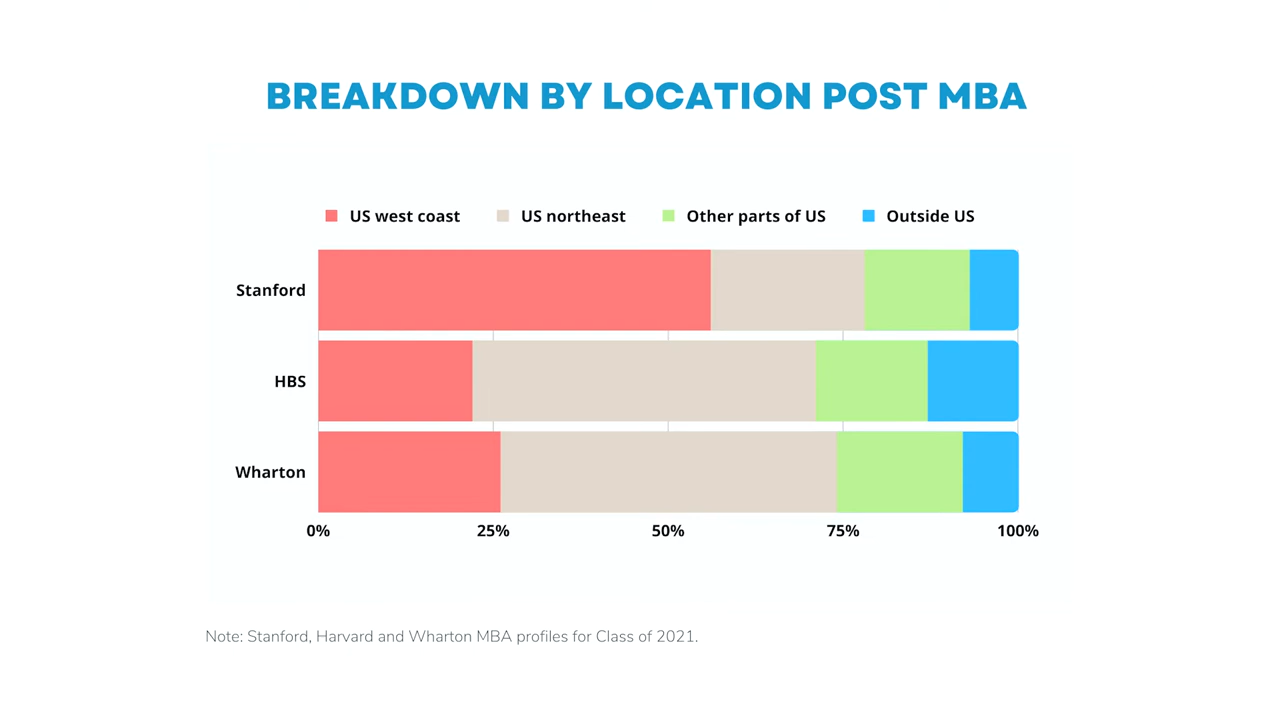 BREAKDOWN BY LOCATION POST MBA
US west coast US northeast Other parts of US Outside US
Stanford
HBS
Wharton
0% 25% 50% 75% 100%
Note: Stanford, Harvard and Wharton MBA profiles for Class of 2021.